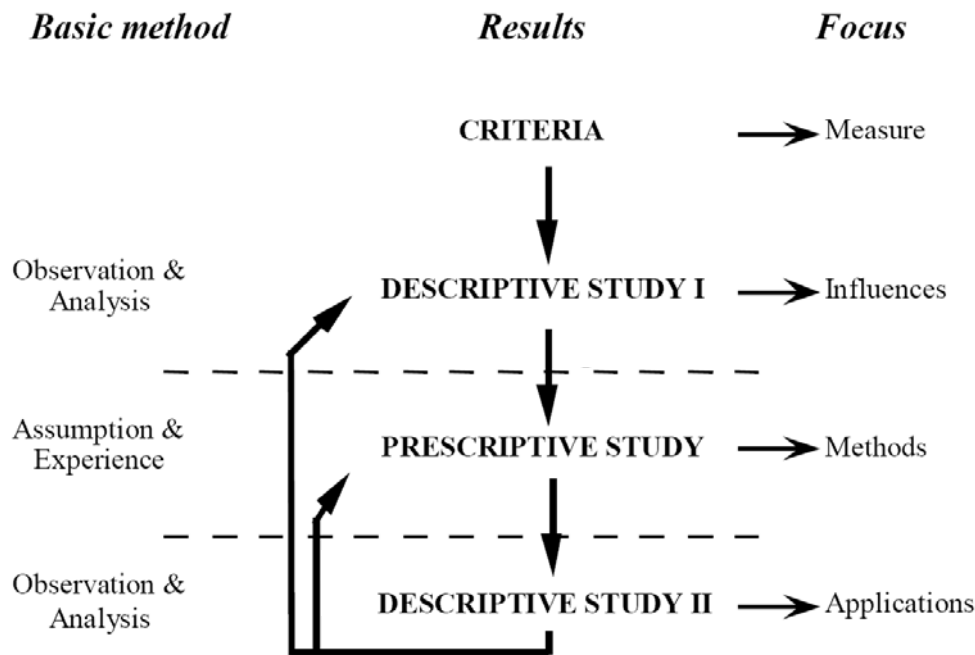 Basic method Results Focus
CRITERIA Measure
Observation &
Analysis
DESCRIPTIVE STUDY I Influences
Assumption &
Experience
PRESCRIPTIVE STUDY Methods
Observation &
Analysis
DESCRIPTIVE STUDY II Applications